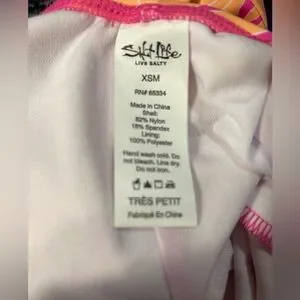 Salt Life
LIVE SALTY
XSM
RN# 65334
Made in China
Shell:
82% Nylon
18% Spandex
Lining:
100% Polyester
Hand wash cold. Do
not bleach. Line dry.
Do not iron.
TRÈS PETIT
Fabriqué En Chine